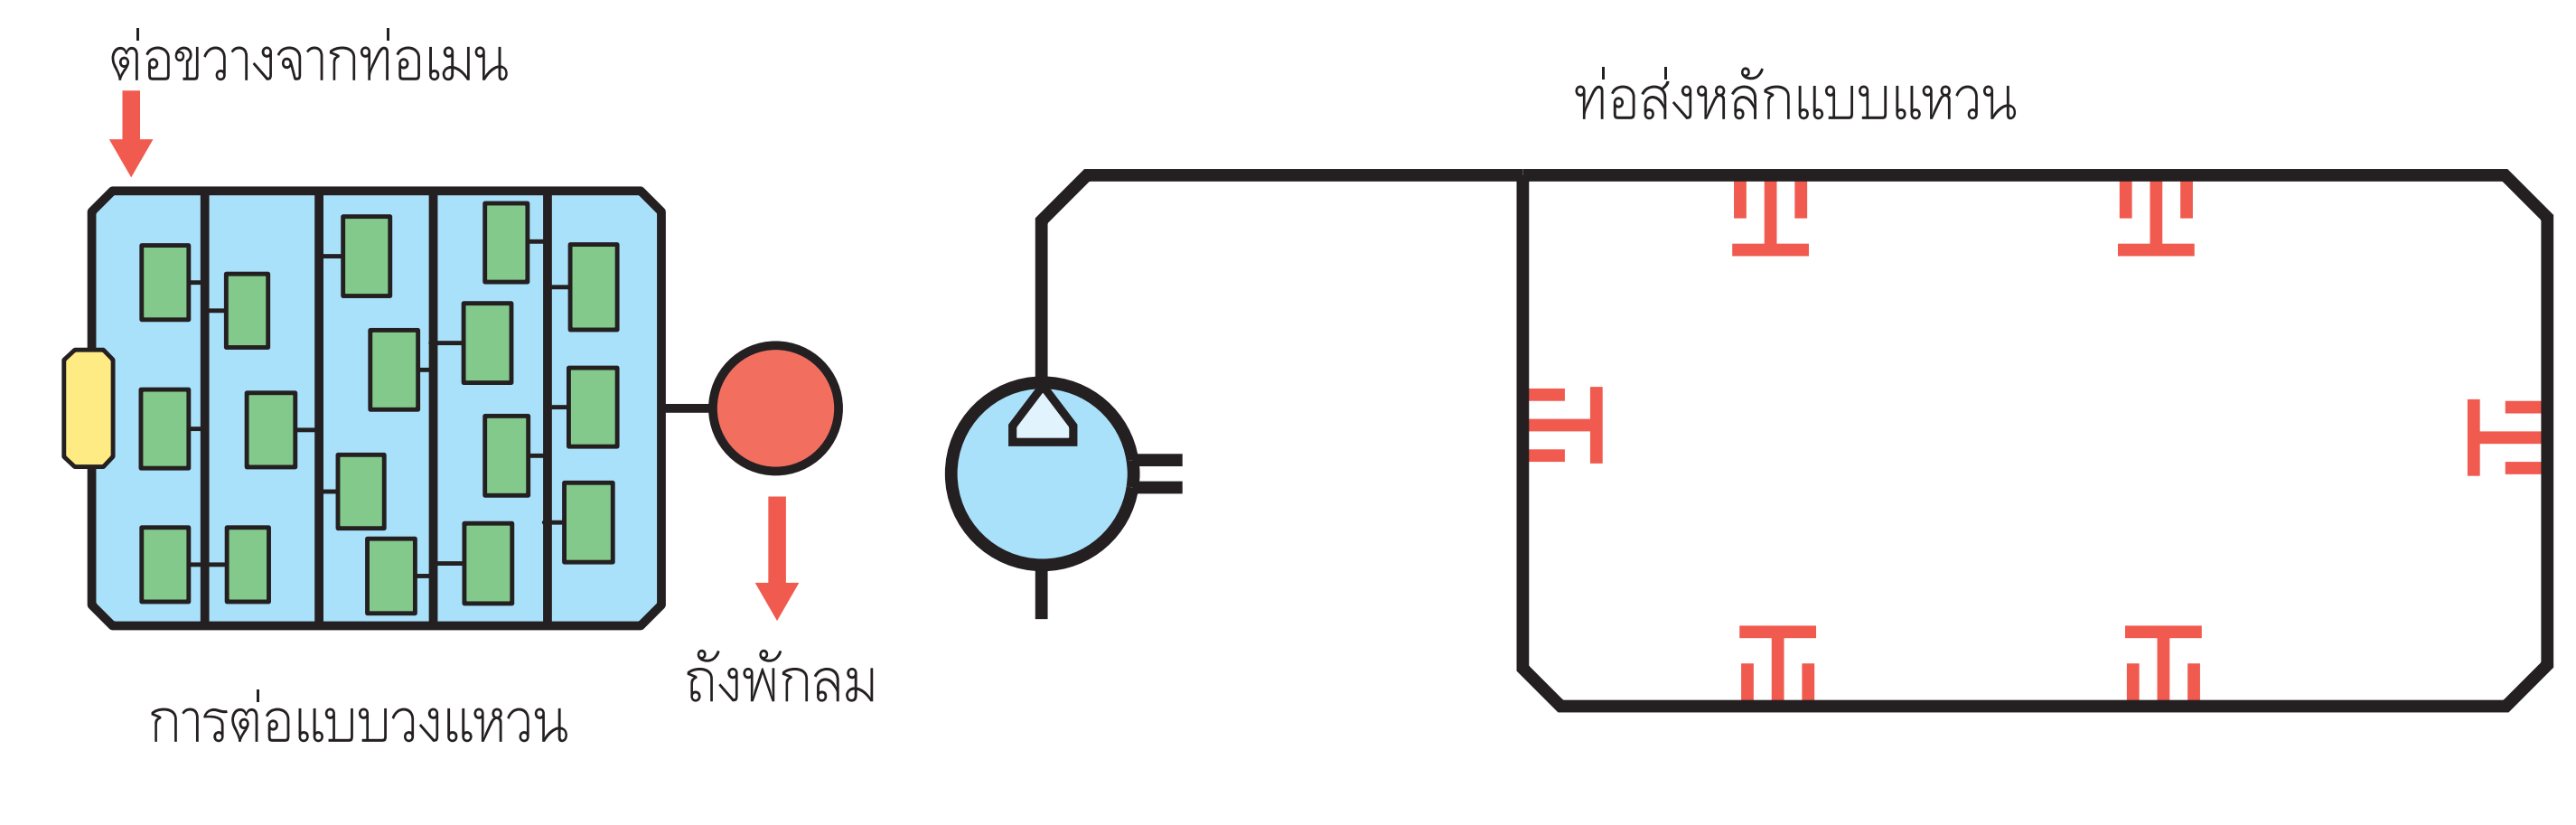 ต่อขวางจากท่อเมน
ท่อส่งหลักแบบแหวน
ถังพักลม
การต่อแบบวงแหวน